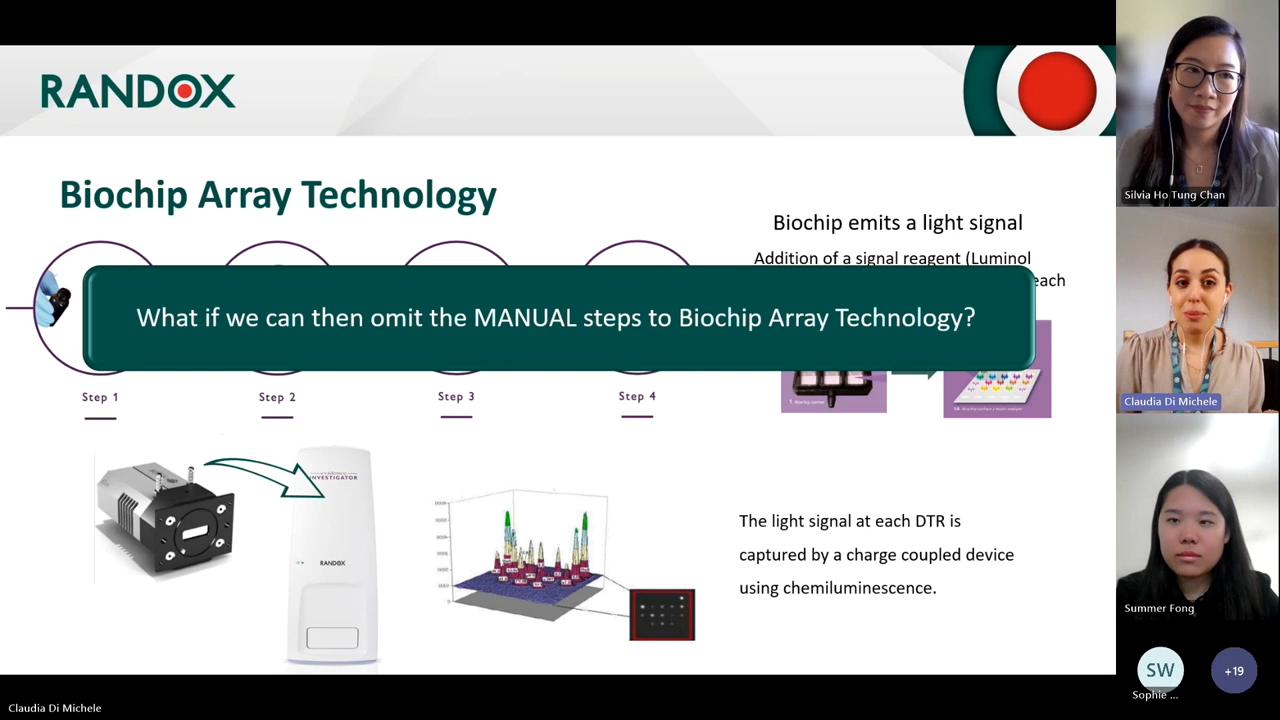 RANDOX
Biochip Array Technology
Biochip emits a light signal
Addition of a signal reagent (Luminol
each
What if we can then omit the MANUAL steps to Biochip Array Technology?
Step 1
Step 2
Step 3
Step 4
INVESTIGATOR
RANDOX
The light signal at each DTR is
captured by a charge coupled device
using chemiluminescence.
Silvia Ho Tung Chan
Claudia Di Michele
Summer Fong
SW
+19
Sophie ...
Claudia Di Michele